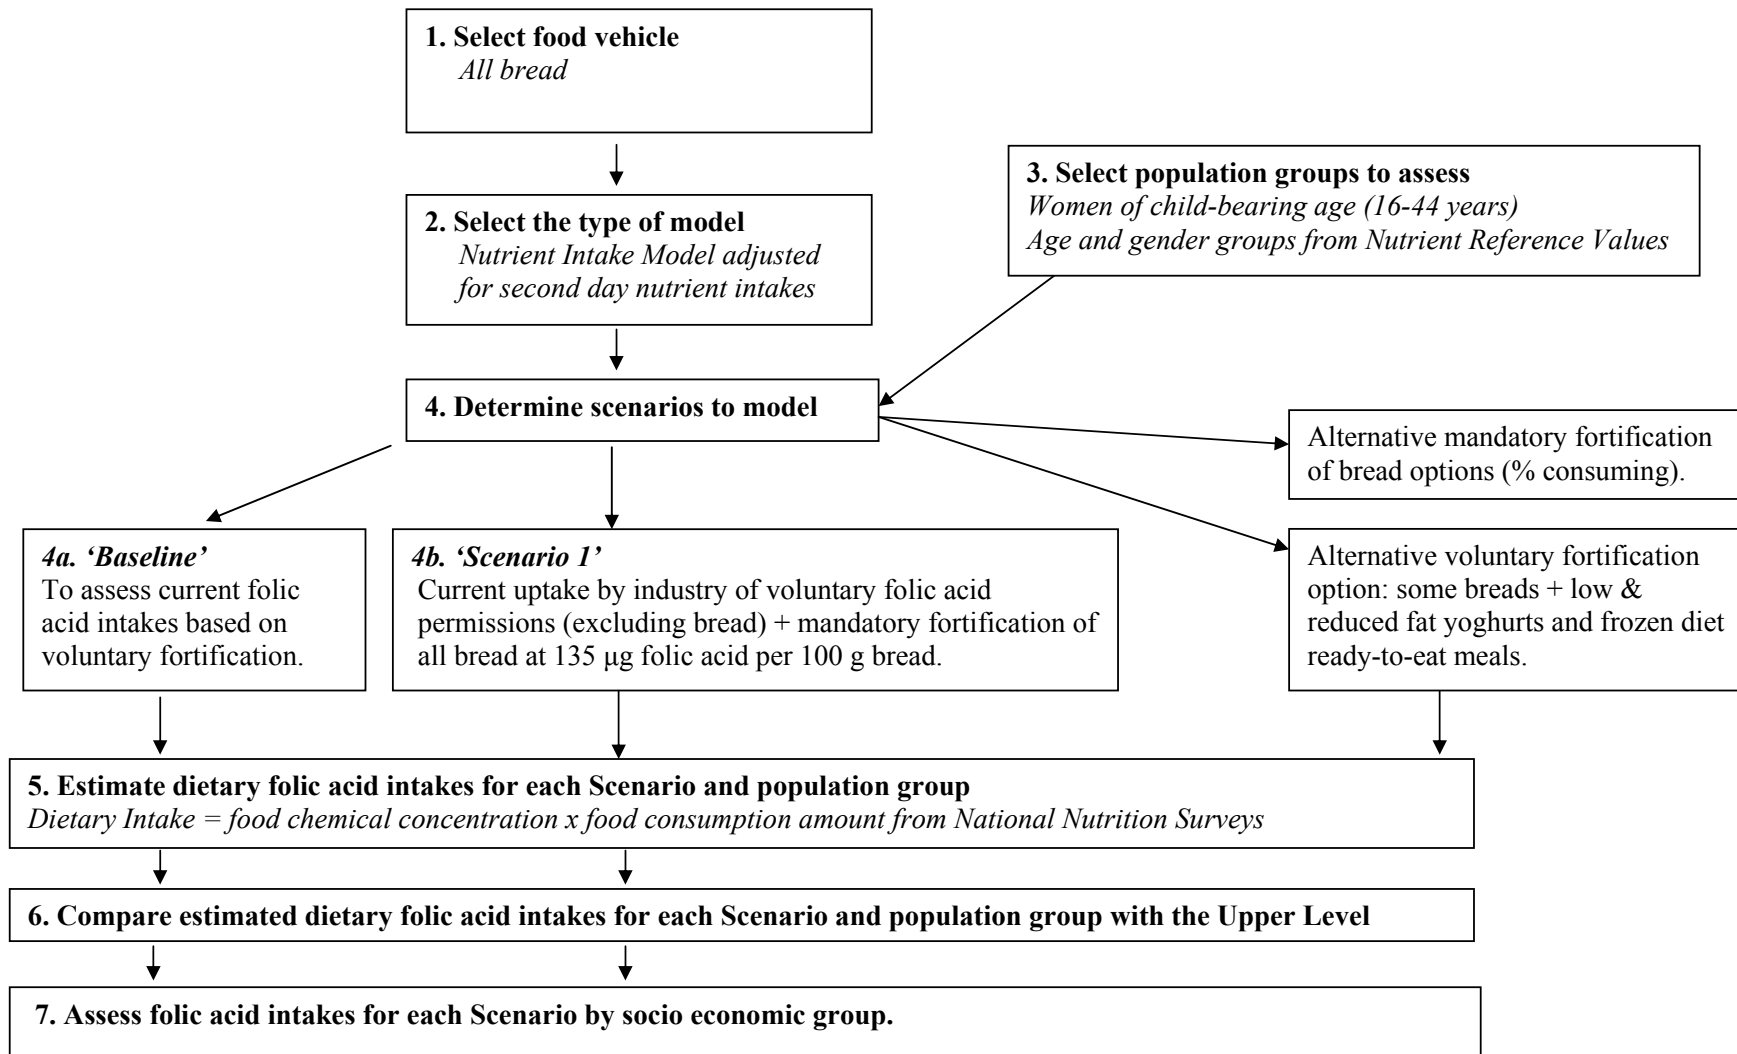 1. Select food vehicle
All bread
2. Select the type of model
Nutrient Intake Model adjusted
for second day nutrient intakes
3. Select population groups to assess
Women of child-bearing age (16-44 years)
Age and gender groups from Nutrient Reference Values
4. Determine scenarios to model
Alternative mandatory fortification
of bread options (% consuming).
4a. ‘Baseline’
To assess current folic
acid intakes based on
voluntary fortification.
4b. ‘Scenario 1’
Current uptake by industry of voluntary folic acid
permissions (excluding bread) + mandatory fortification of
all bread at 135 μg folic acid per 100 g bread.
Alternative voluntary fortification
option: some breads + low &
reduced fat yoghurts and frozen diet
ready-to-eat meals.
5. Estimate dietary folic acid intakes for each Scenario and population group
Dietary Intake = food chemical concentration x food consumption amount from National Nutrition Surveys
6. Compare estimated dietary folic acid intakes for each Scenario and population group with the Upper Level
7. Assess folic acid intakes for each Scenario by socio economic group.